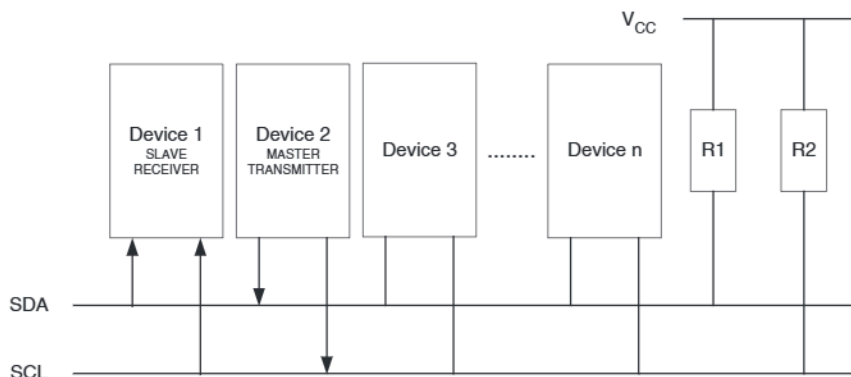 VCC
Device 1
SLAVE
RECEIVER
Device 2
MASTER
TRANSMITTER
Device 3
........
Device n
R1
R2
SDA
SCL